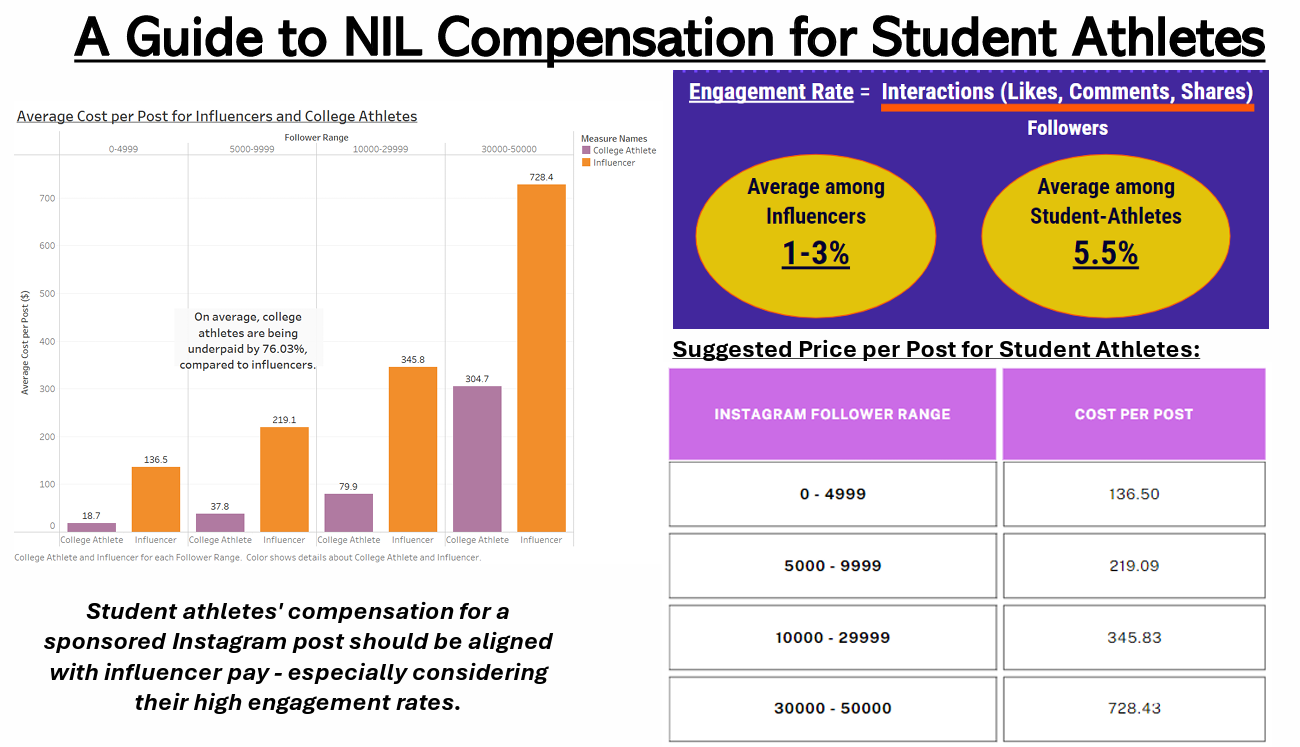 A Guide to NIL Compensation for Student Athletes
Average Cost per Post for Influencers and College Athletes
Follower Range
0-4999 5000-9999 10000-29999 30000-50000
Measure Names
College Athlete
Influencer
Average Cost per Post ($)
700
600
500
400
300
200
100
0
18.7
136.5
37.8
219.1
79.9
345.8
304.7
728.4
On average, college
athletes are being
underpaid by 76.03%,
compared to influencers.
College Athlete Influencer College Athlete Influencer College Athlete Influencer College Athlete Influencer
College Athlete and Influencer for each Follower Range. Color shows details about College Athlete and Influencer.
Student athletes' compensation for a
sponsored Instagram post should be aligned
with influencer pay - especially considering
their high engagement rates.
Engagement Rate = Interactions (Likes, Comments, Shares)
Followers
Average among
Influencers
1-3%
Average among
Student-Athletes
5.5%
Suggested Price per Post for Student Athletes:
INSTAGRAM FOLLOWER RANGE COST PER POST
0 - 4999 136.50
5000 - 9999 219.09
10000 - 29999 345.83
30000 - 50000 728.43